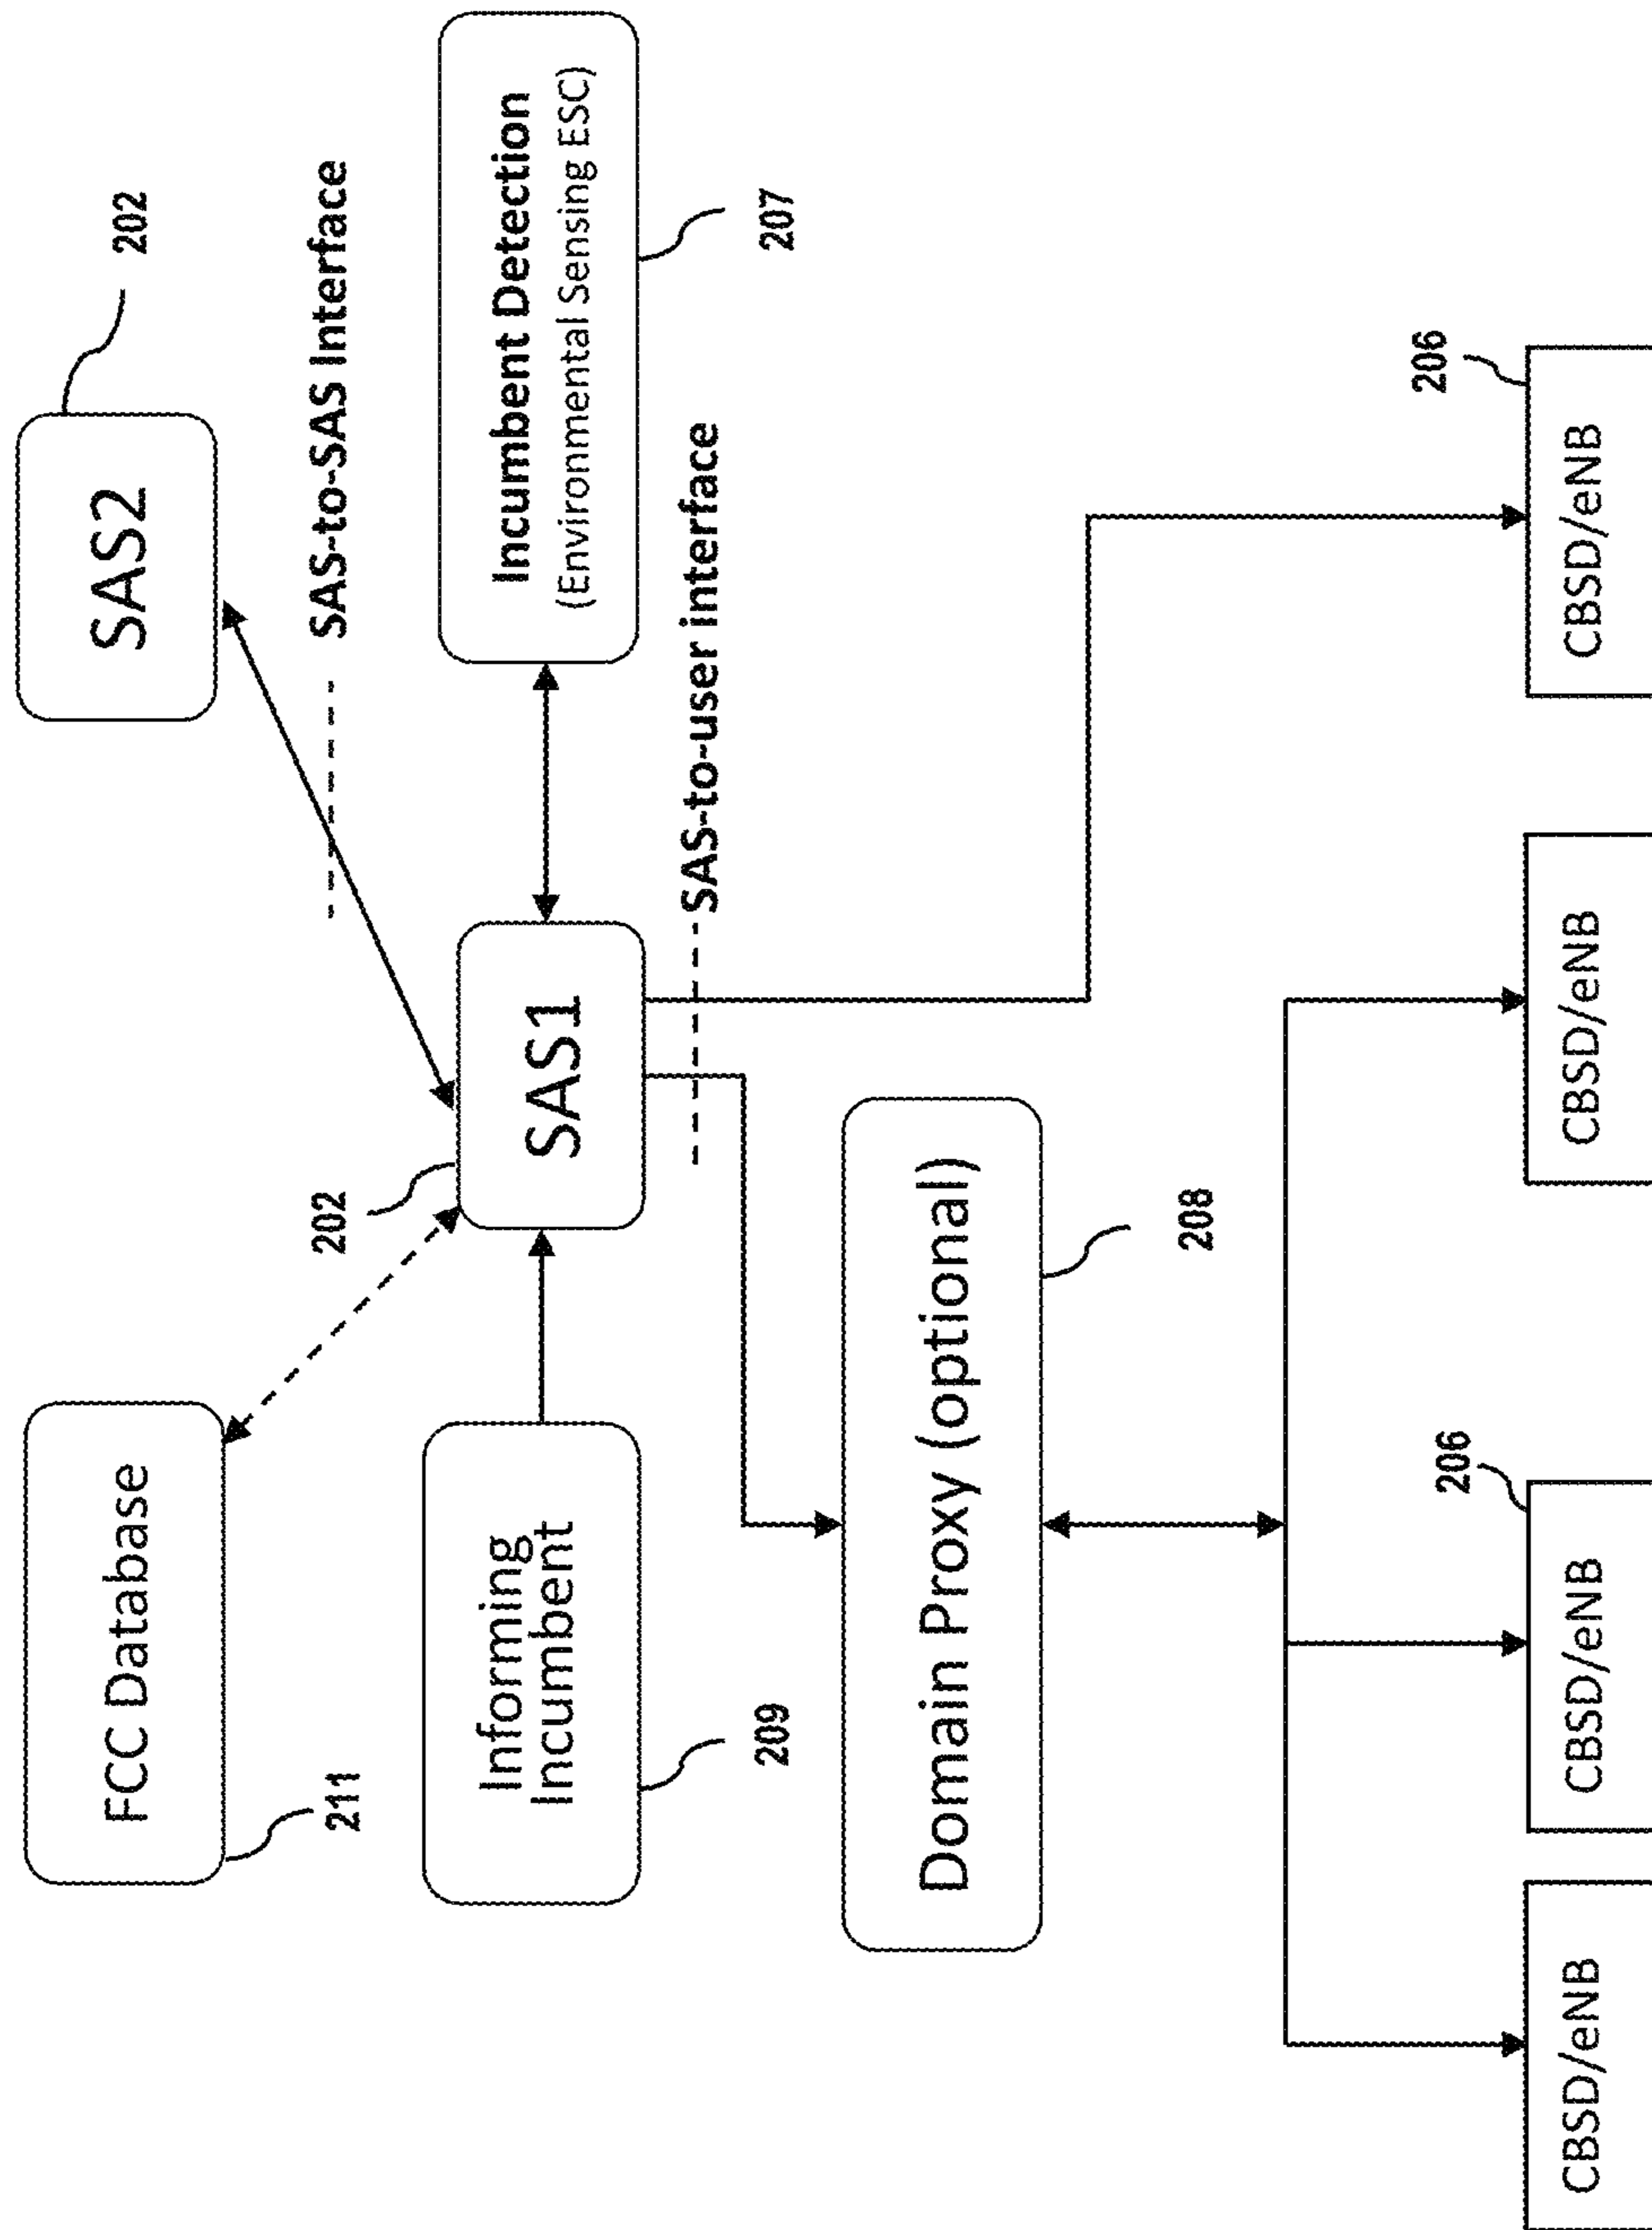 FCC Database
211
SAS2
202
SAS-to-SAS Interface
202
Informing
Incumbent
209
SAS1
Incumbent Detection
(Environmental Sensing ESC)
207
SAS-to-user interface
Domain Proxy (optional)
208
206
206
CBSD/eNB
CBSD/eNB
CBSD/eNB
CBSD/eNB